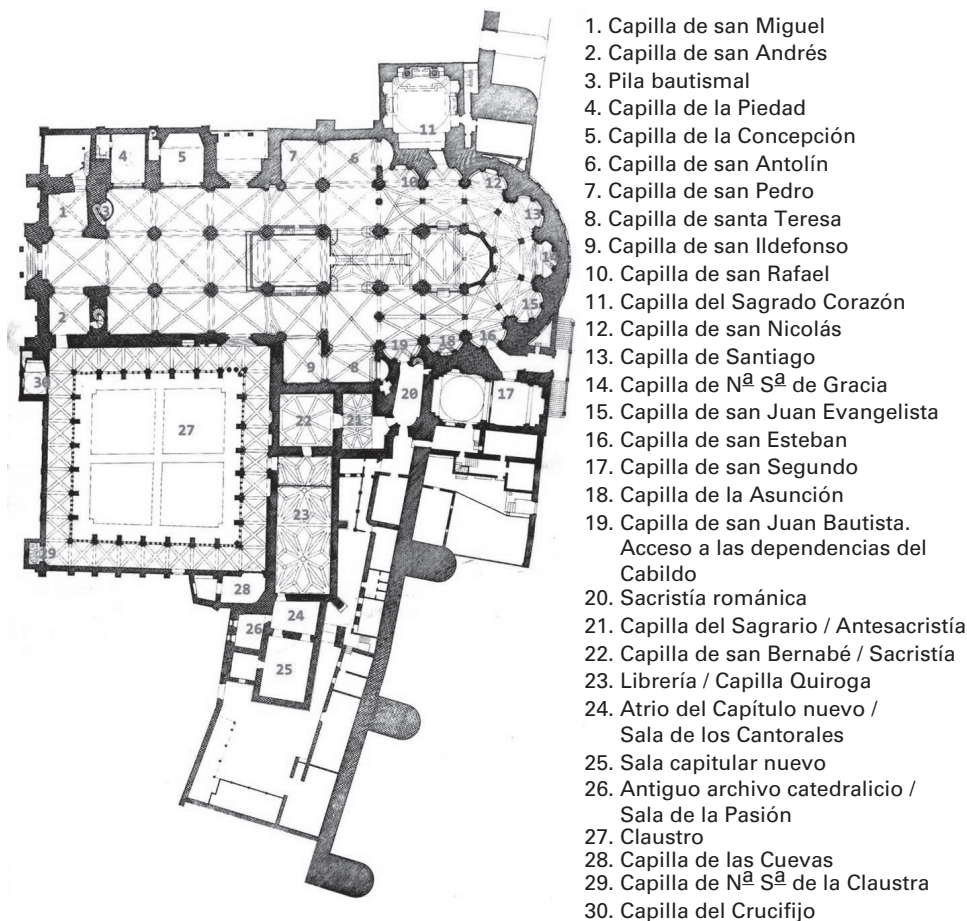 1. Capilla de san Miguel
2. Capilla de san Andrés
3. Pila bautismal
4. Capilla de la Piedad
5. Capilla de la Concepción
6. Capilla de san Antolín
7. Capilla de san Pedro
8. Capilla de santa Teresa
9. Capilla de san Ildefonso
10. Capilla de san Rafael
11. Capilla del Sagrado Corazón
12. Capilla de san Nicolás
13. Capilla de Santiago
14. Capilla de Nª Sª de Gracia
15. Capilla de san Juan Evangelista
16. Capilla de san Esteban
17. Capilla de san Segundo
18. Capilla de la Asunción
19. Capilla de san Juan Bautista.
Acceso a las dependencias del
Cabildo
20. Sacristía románica
21. Capilla del Sagrario / Antesacristía
22. Capilla de san Bernabé / Sacristía
23. Librería / Capilla Quiroga
24. Atrio del Capítulo nuevo /
Sala de los Cantorales
25. Sala capitular nuevo
26. Antiguo archivo catedralicio /
Sala de la Pasión
27. Claustro
28. Capilla de las Cuevas
29. Capilla de Nª Sª de la Claustra
30. Capilla del Crucifijo
11
4
5
7
6
10
12
1
3
13
14
15
2
16
19
18
9
8
30
20
17
22
21
27
23
29
28
24
26
25